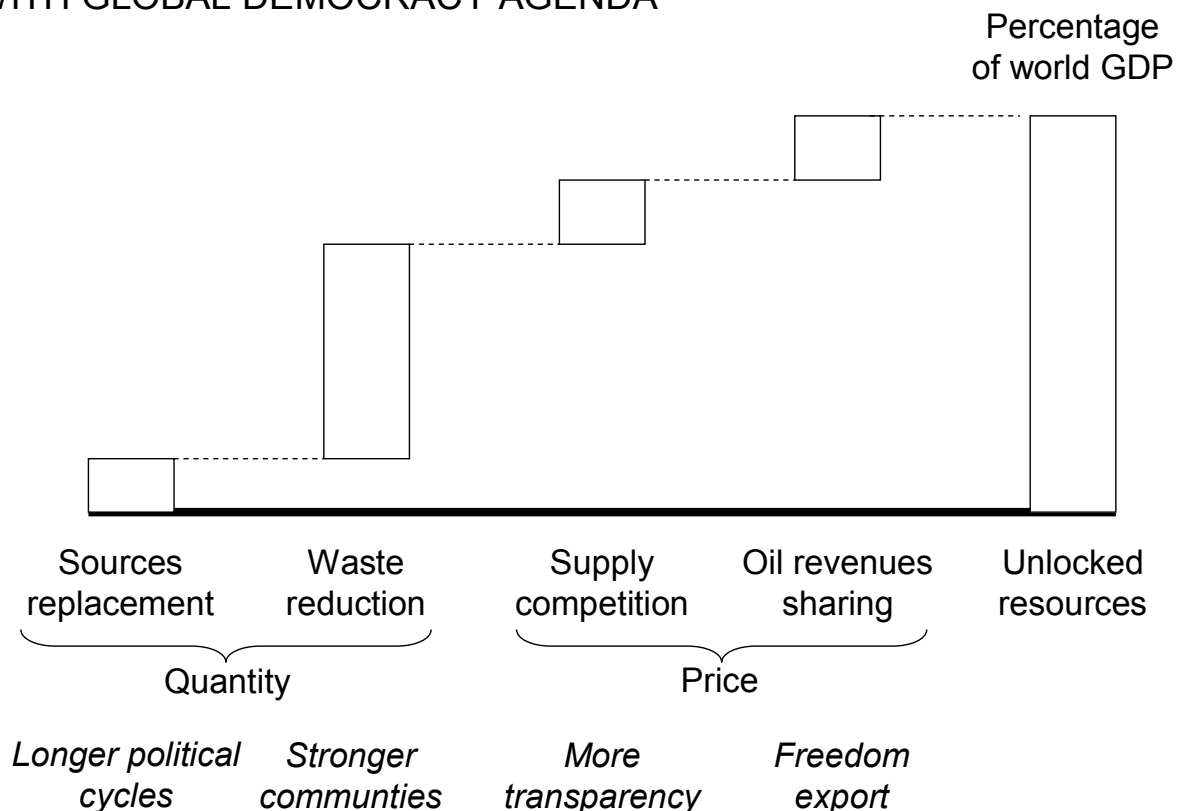 WITH GLOBAL DEMOCRACY AGENDA
Percentage
of world GDP
Sources
replacement
Waste
reduction
Supply
competition
Oil revenues
sharing
Unlocked
resources
Quantity
Price
Longer political
cycles
Stronger
communties
More
transparency
Freedom
export